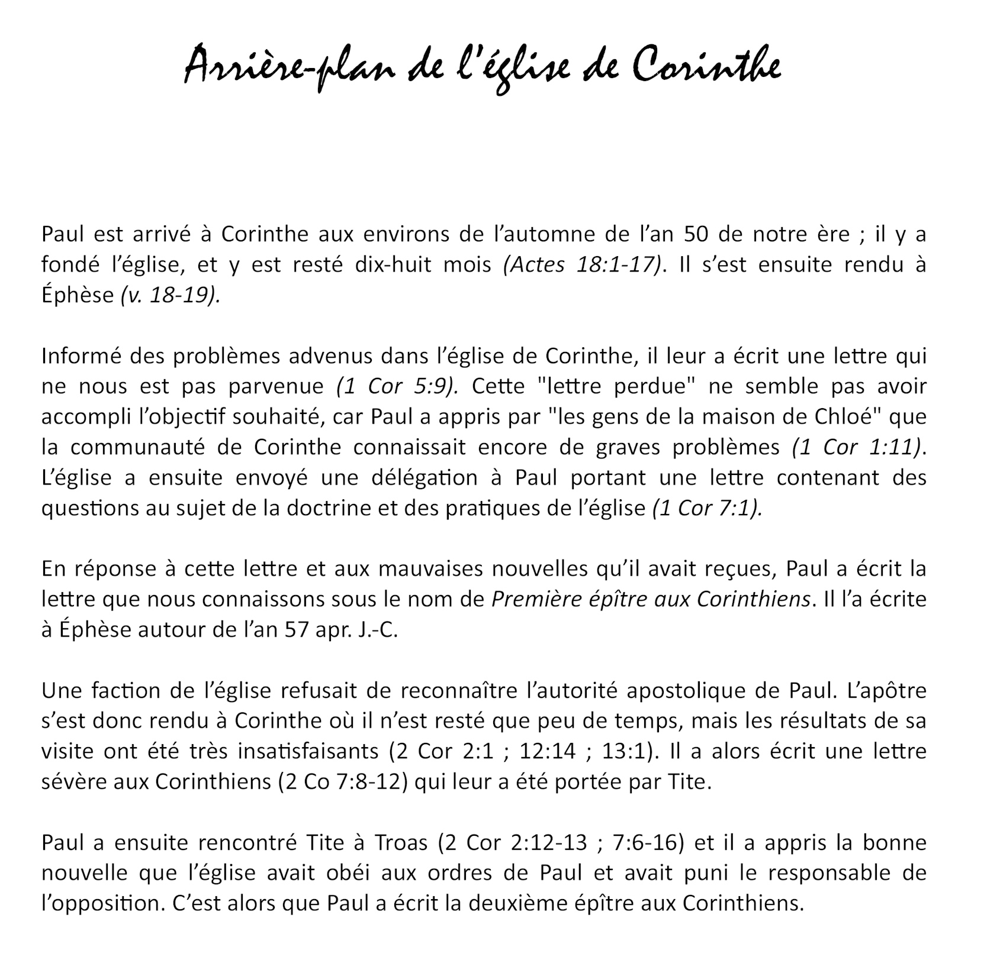 Arrière-plan de l’église de Corinthe
Paul est arrivé à Corinthe aux environs de l’automne de l’an 50 de notre ère ; il y a
fondé l’église, et y est resté dix-huit mois (Actes 18:1-17). Il s’est ensuite rendu à
Éphèse (v. 18-19).
Informé des problèmes advenus dans l’église de Corinthe, il leur a écrit une lettre qui
ne nous est pas parvenue (1 Cor 5:9). Cette "lettre perdue" ne semble pas avoir
accompli l’objectif souhaité, car Paul a appris par "les gens de la maison de Chloé" que
la communauté de Corinthe connaissait encore de graves problèmes (1 Cor 1:11).
L’église a ensuite envoyé une délégation à Paul portant une lettre contenant des
questions au sujet de la doctrine et des pratiques de l’église (1 Cor 7:1).
En réponse à cette lettre et aux mauvaises nouvelles qu’il avait reçues, Paul a écrit la
lettre que nous connaissons sous le nom de Première épître aux Corinthiens. Il l’a écrite
à Éphèse autour de l’an 57 apr. J.-C.
Une faction de l’église refusait de reconnaître l’autorité apostolique de Paul. L’apôtre
s’est donc rendu à Corinthe où il n’est resté que peu de temps, mais les résultats de sa
visite ont été très insatisfaisants (2 Cor 2:1 ; 12:14 ; 13:1). Il a alors écrit une lettre
sévère aux Corinthiens (2 Co 7:8-12) qui leur a été portée par Tite.
Paul a ensuite rencontré Tite à Troas (2 Cor 2:12-13 ; 7:6-16) et il a appris la bonne
nouvelle que l’église avait obéi aux ordres de Paul et avait puni le responsable de
l’opposition. C’est alors que Paul a écrit la deuxième épître aux Corinthiens.